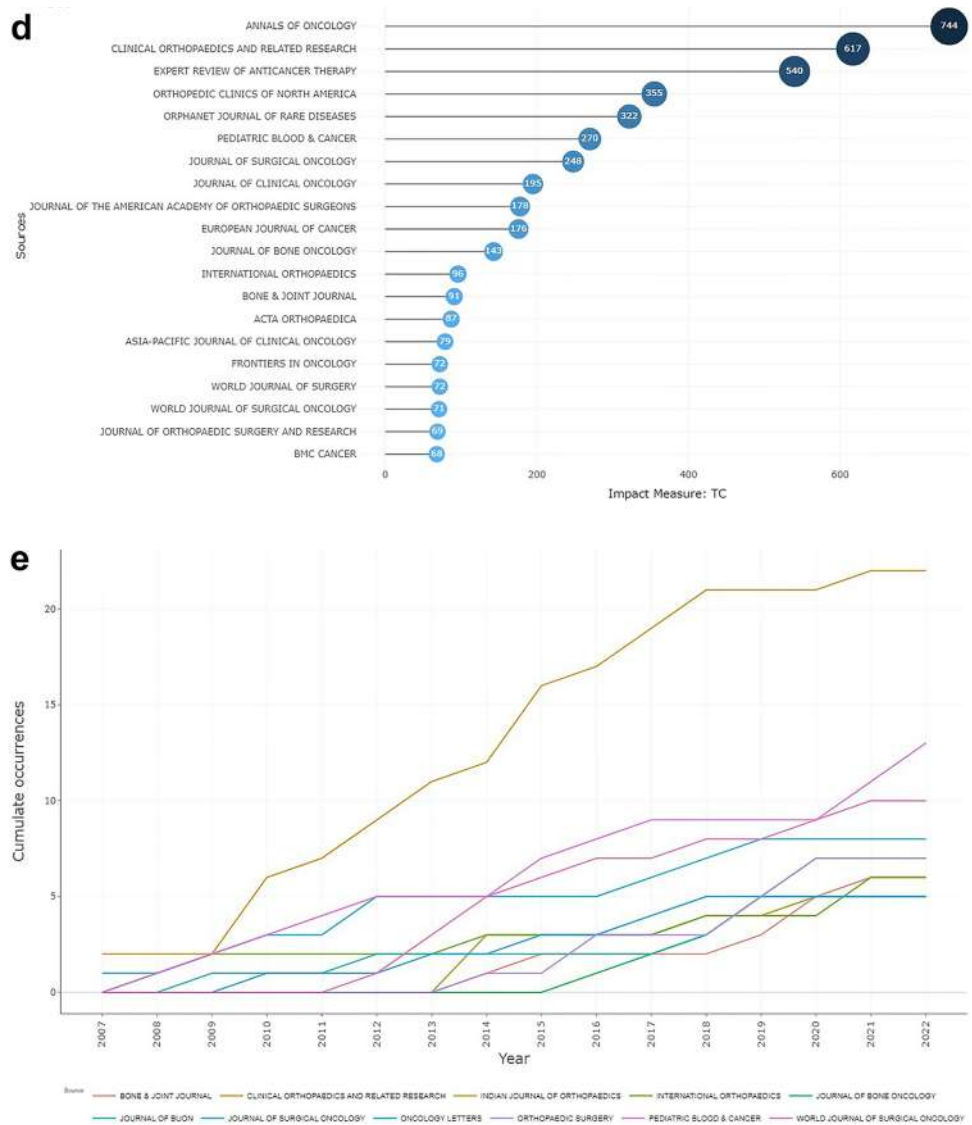 d
ANNALS OF ONCOLOGY 744
CLINICAL ORTHOPAEDICS AND RELATED RESEARCH 617
EXPERT REVIEW OF ANTICANCER THERAPY 540
ORTHOPEDIC CLINICS OF NORTH AMERICA 355
ORPHANET JOURNAL OF RARE DISEASES 322
PEDIATRIC BLOOD & CANCER 270
JOURNAL OF SURGICAL ONCOLOGY 248
JOURNAL OF CLINICAL ONCOLOGY 195
JOURNAL OF THE AMERICAN ACADEMY OF ORTHOPAEDIC SURGEONS 178
EUROPEAN JOURNAL OF CANCER 176
JOURNAL OF BONE ONCOLOGY 143
INTERNATIONAL ORTHOPAEDICS 96
BONE & JOINT JOURNAL 91
ACTA ORTHOPAEDICA 87
ASIA-PACIFIC JOURNAL OF CLINICAL ONCOLOGY 79
FRONTIERS IN ONCOLOGY 72
WORLD JOURNAL OF SURGERY 72
WORLD JOURNAL OF SURGICAL ONCOLOGY 71
JOURNAL OF ORTHOPAEDIC SURGERY AND RESEARCH 69
BMC CANCER 68
Sources
0 200 400 600
Impact Measure: TC
e
20
15
10
5
0
Cumulate occurrences
2007 2008 2009 2010 2011 2012 2013 2014 2015 2016 2017 2018 2019 2020 2021 2022
Year
Source
BONE & JOINT JOURNAL CLINICAL ORTHOPAEDICS AND RELATED RESEARCH INDIAN JOURNAL OF ORTHOPAEDICS INTERNATIONAL ORTHOPAEDICS JOURNAL OF BONE ONCOLOGY
JOURNAL OF BUON JOURNAL OF SURGICAL ONCOLOGY ONCOLOGY LETTERS ORTHOPAEDIC SURGERY PEDIATRIC BLOOD & CANCER WORLD JOURNAL OF SURGICAL ONCOLOGY